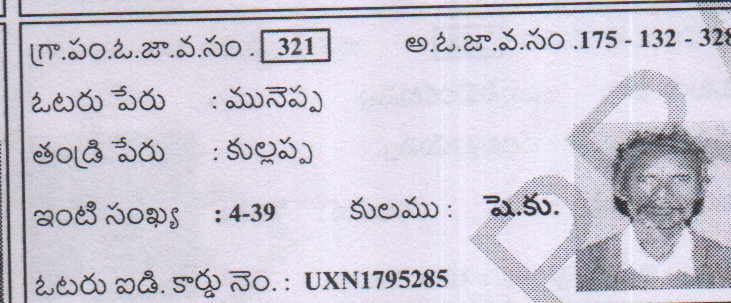 గ్రా.పం.ఓ.జా.వ.సం . 321 అ.ఓ.జా.వ.సం .175 - 132 - 328
ఓటరు పేరు : మునెప్ప
తండ్రి పేరు : కుల్లప్ప
ఇంటి సంఖ్య : 4-39 కులము : షె.కు.
ఓటరు ఐడి. కార్డు నెం. : UXN1795285